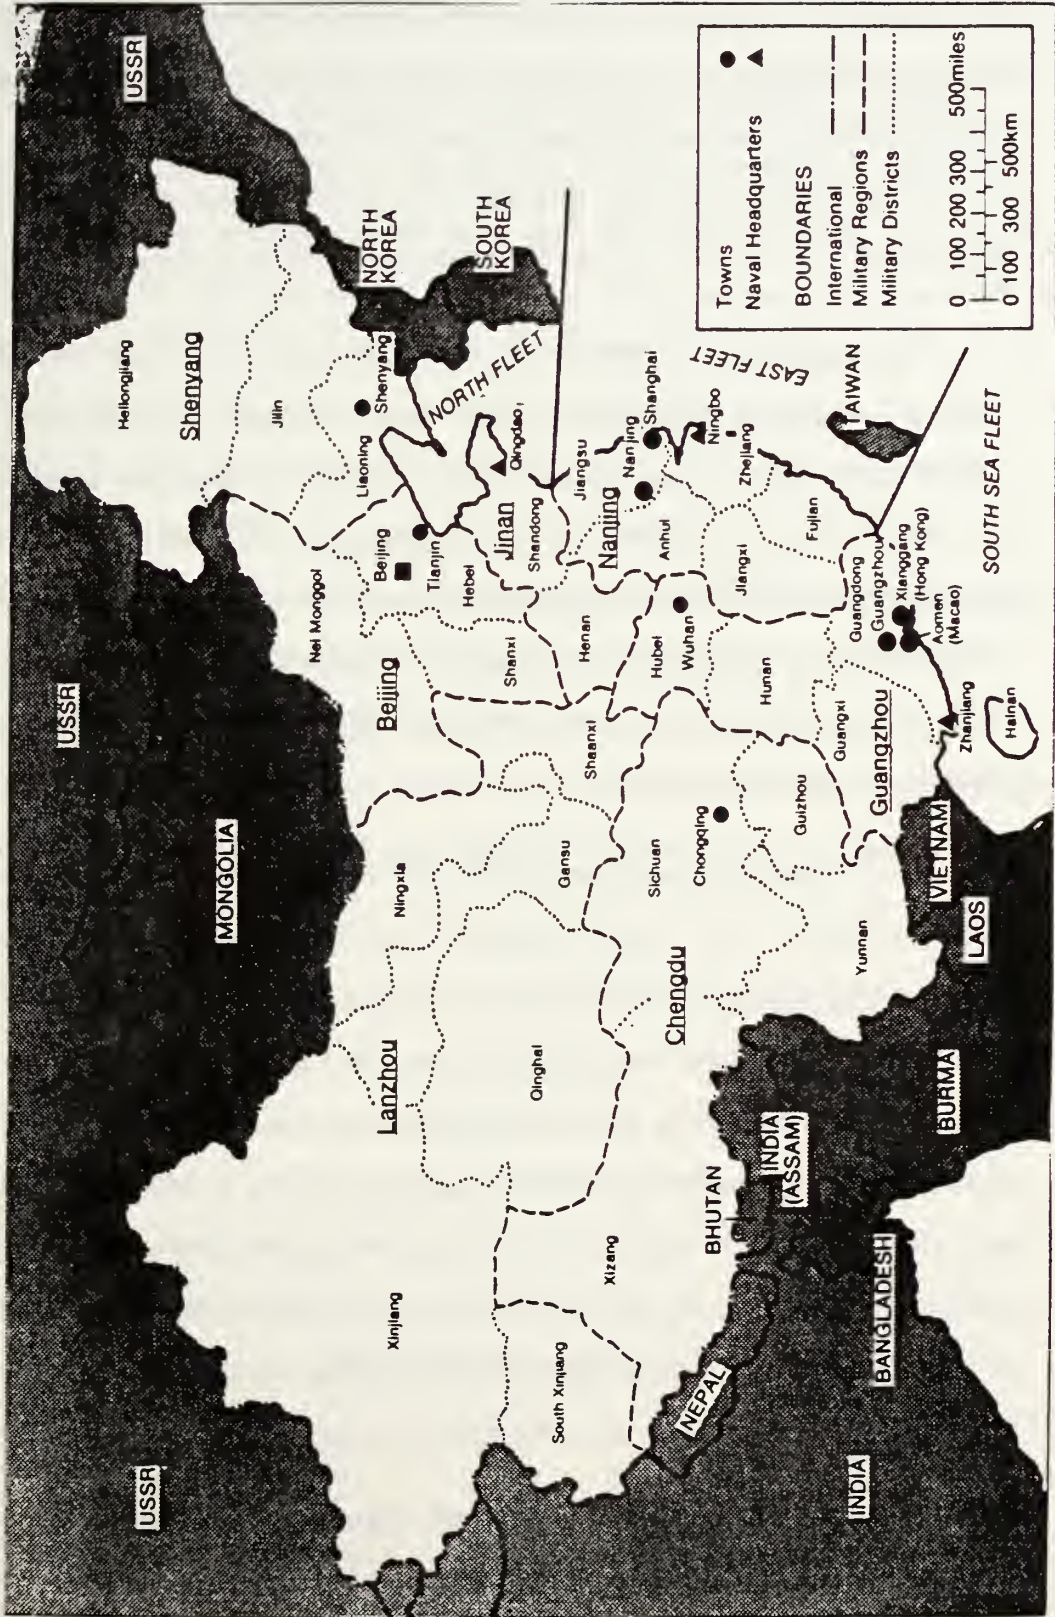 USSR
USSR
USSR
MONGOLIA
NORTH
KOREA
SOUTH
KOREA
Heilongjiang
Shenyang
Jilin
Liaoning
Shenyang
Nei Monggol
Beijing
Beijing
Tianjin
Hebei
Shanxi
NORTH FLEET
Qingdao
Jinan
Shandong
Xinjiang
Lanzhou
Ningxia
Gansu
Qinghai
Shaanxi
Henan
Jiangsu
Nanjing
Nanjing
Shanghai
EAST FLEET
Anhui
Ningbo
Zhejiang
South Xinjiang
Xizang
Chengdu
Sichuan
Chongqing
Hubei
Wuhan
Jiangxi
Fujian
TAIWAN
Hunan
Guizhou
Guangxi
Guangdong
Guangzhou
Guangzhou
Xianggang
(Hong Kong)
Aomen
(Macao)
SOUTH SEA FLEET
Yunnan
Zhanjiang
Hainan
VIETNAM
LAOS
BURMA
INDIA
(ASSAM)
BHUTAN
BANGLADESH
NEPAL
INDIA
Towns
Naval Headquarters
BOUNDARIES
International
Military Regions
Military Districts
0 100 200 300 500miles
0 100 300 500km